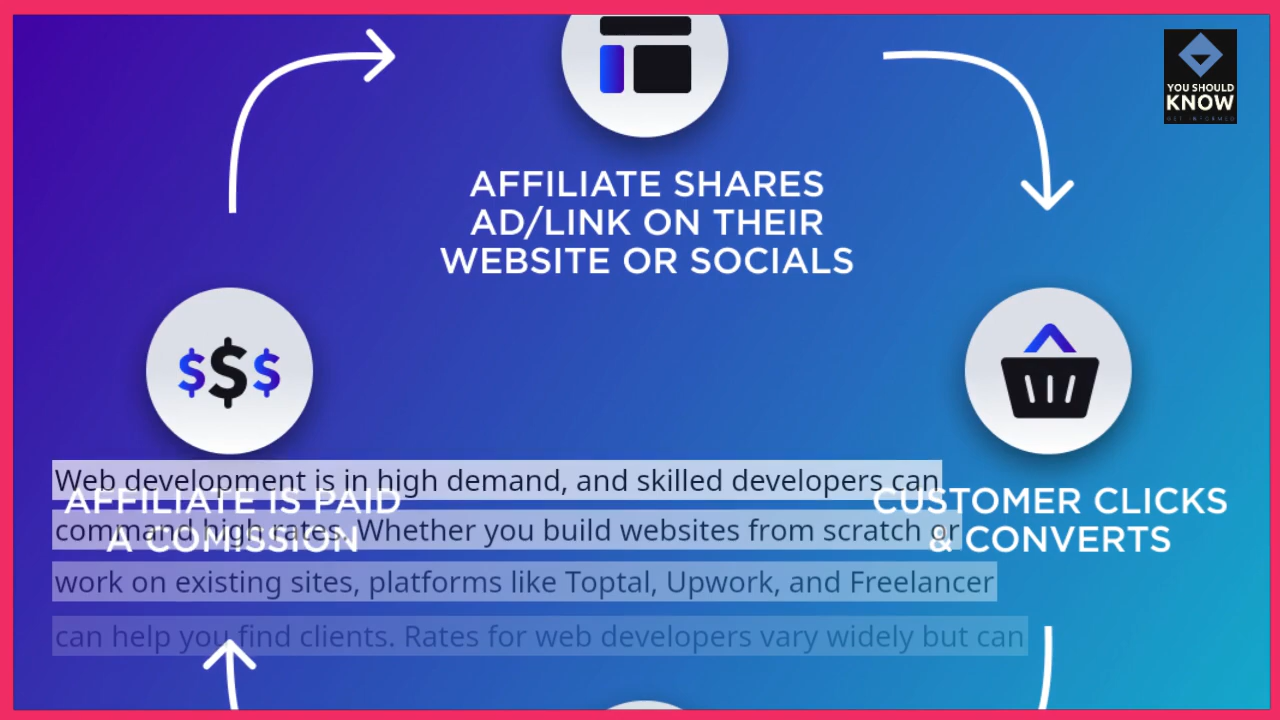 YOU SHOULD
KNOW
GET INFORMED
AFFILIATE SHARES
AD/LINK ON THEIR
WEBSITE OR SOCIALS
$$$
AFFILIATE IS PAID
A COMISSION
CUSTOMER CLICKS
& CONVERTS
Web development is in high demand, and skilled developers can
command high rates. Whether you build websites from scratch or
work on existing sites, platforms like Toptal, Upwork, and Freelancer
can help you find clients. Rates for web developers vary widely but can